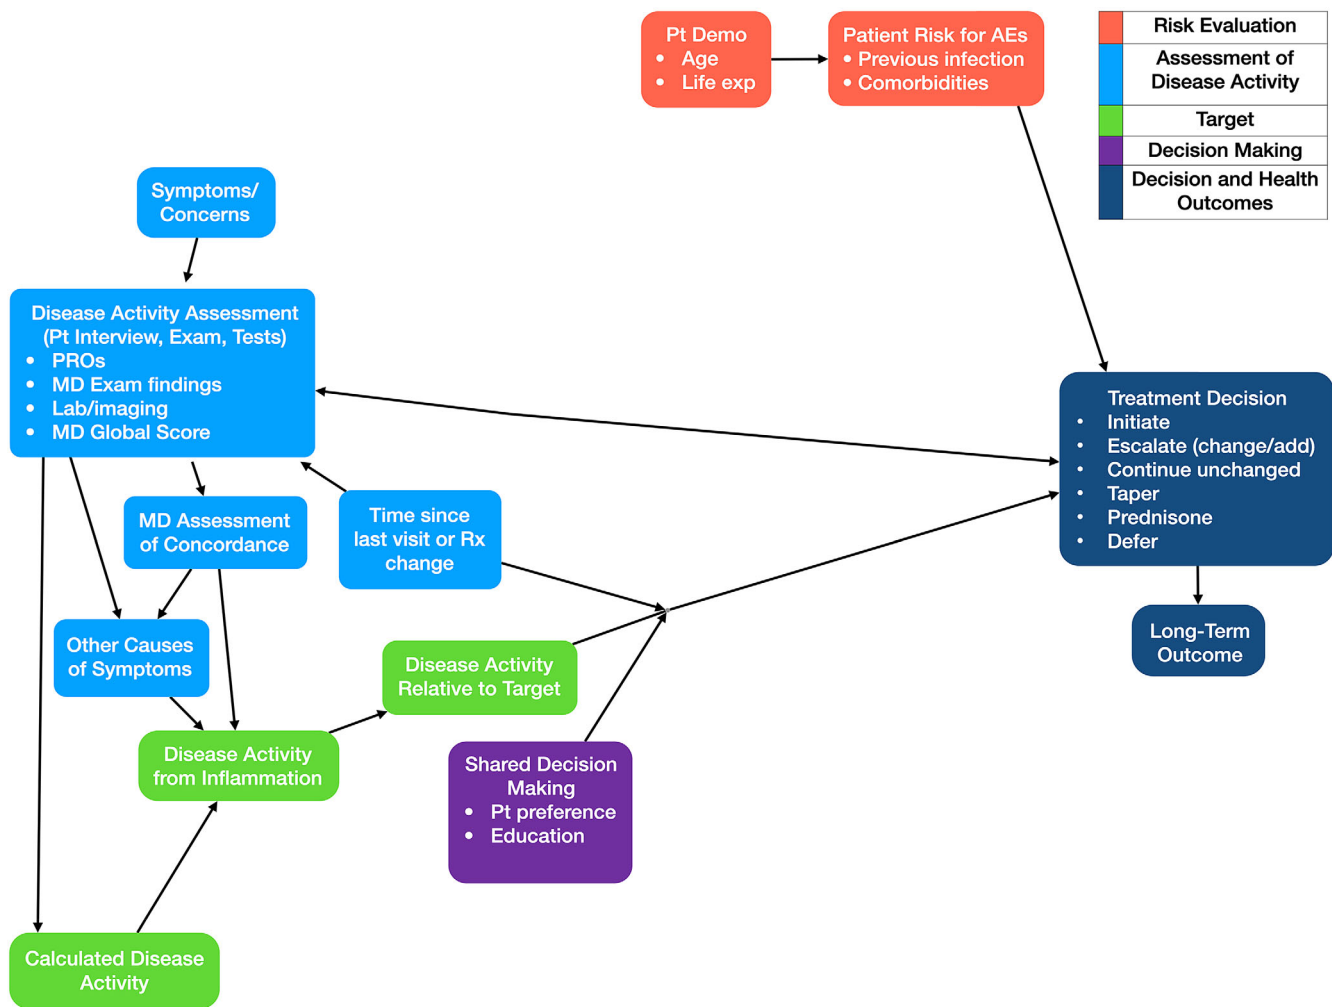 Pt Demo
• Age
• Life exp
Patient Risk for AEs
• Previous infection
• Comorbidities
Risk Evaluation
Assessment of
Disease Activity
Target
Decision Making
Decision and Health
Outcomes
Symptoms/
Concerns
Disease Activity Assessment
(Pt Interview, Exam, Tests)
• PROs
• MD Exam findings
• Lab/imaging
• MD Global Score
Treatment Decision
• Initiate
• Escalate (change/add)
• Continue unchanged
• Taper
• Prednisone
• Defer
MD Assessment
of Concordance
Time since
last visit or Rx
change
Other Causes
of Symptoms
Long-Term
Outcome
Disease Activity
Relative to Target
Disease Activity
from Inflammation
Shared Decision
Making
• Pt preference
• Education
Calculated Disease
Activity